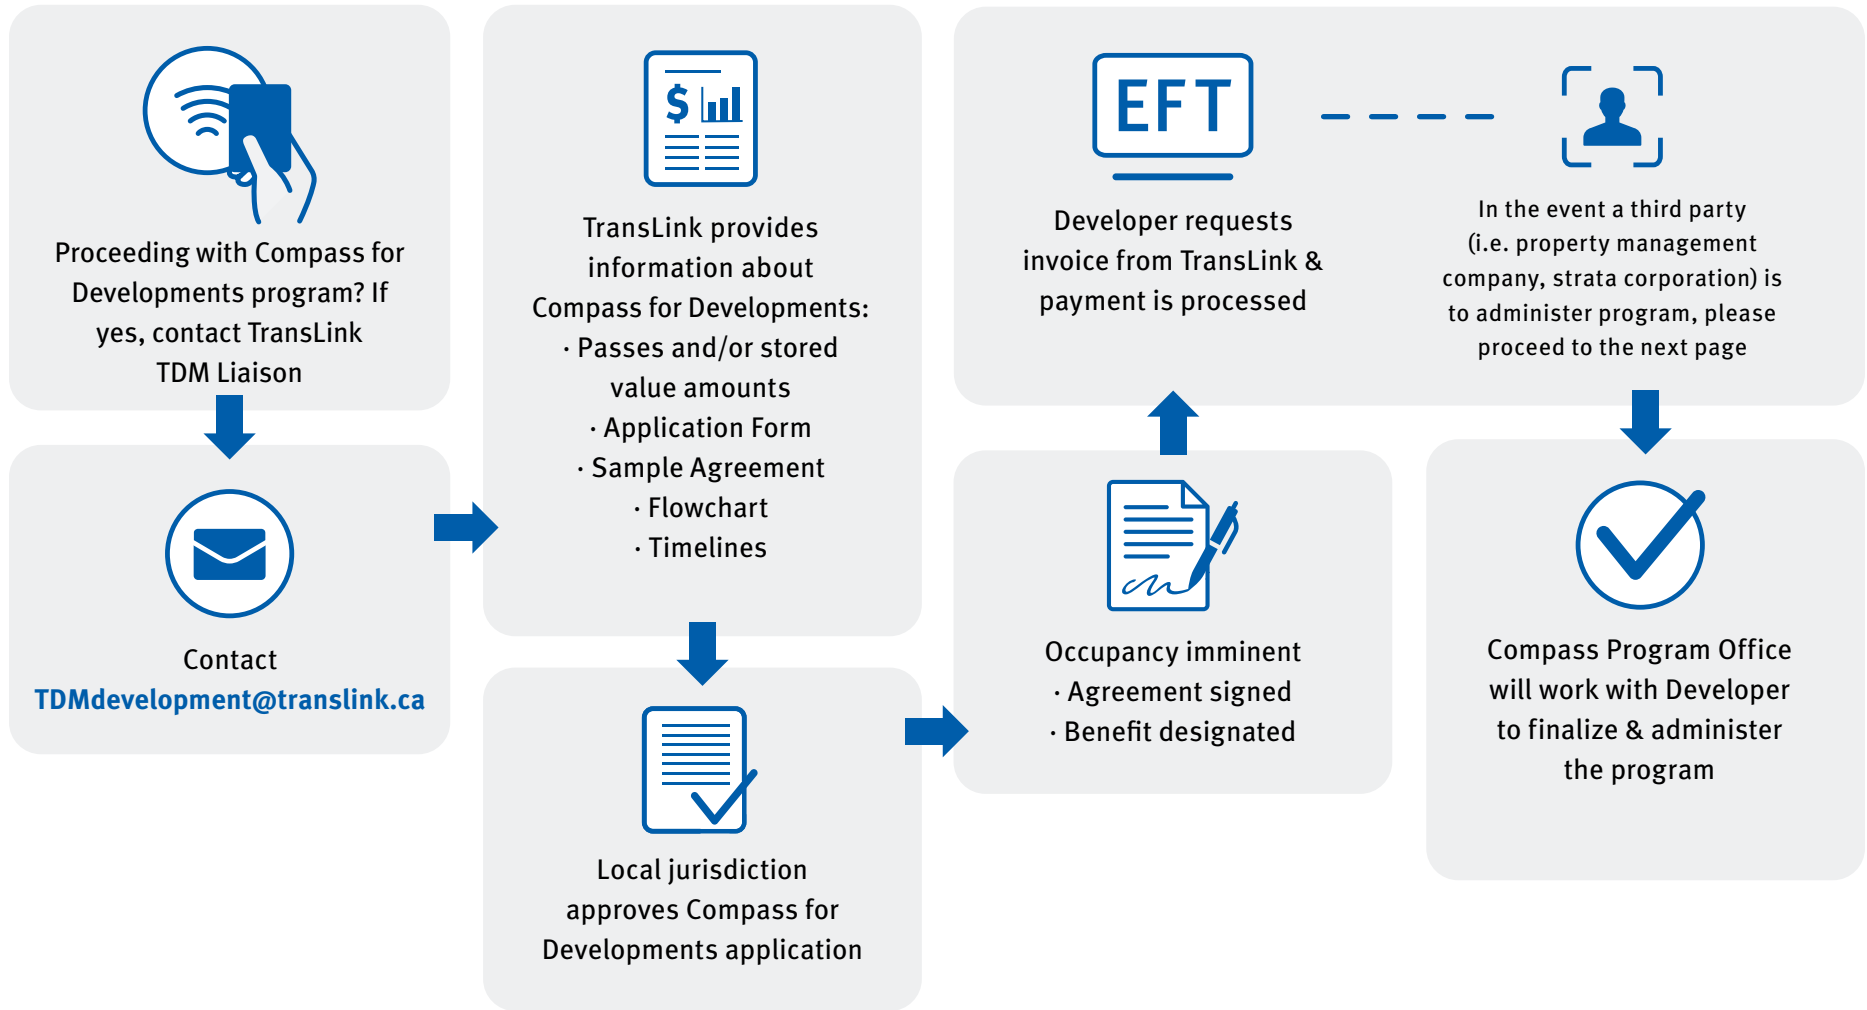 Proceeding with Compass for
Developments program? If
yes, contact TransLink
TDM Liaison
Contact
TDMdevelopment@translink.ca
$
TransLink provides
information about
Compass for Developments:
· Passes and/or stored
value amounts
· Application Form
· Sample Agreement
· Flowchart
· Timelines
Local jurisdiction
approves Compass for
Developments application
Occupancy imminent
· Agreement signed
· Benefit designated
EFT
Developer requests
invoice from TransLink &
payment is processed
In the event a third party
(i.e. property management
company, strata corporation) is
to administer program, please
proceed to the next page
Compass Program Office
will work with Developer
to finalize & administer
the program